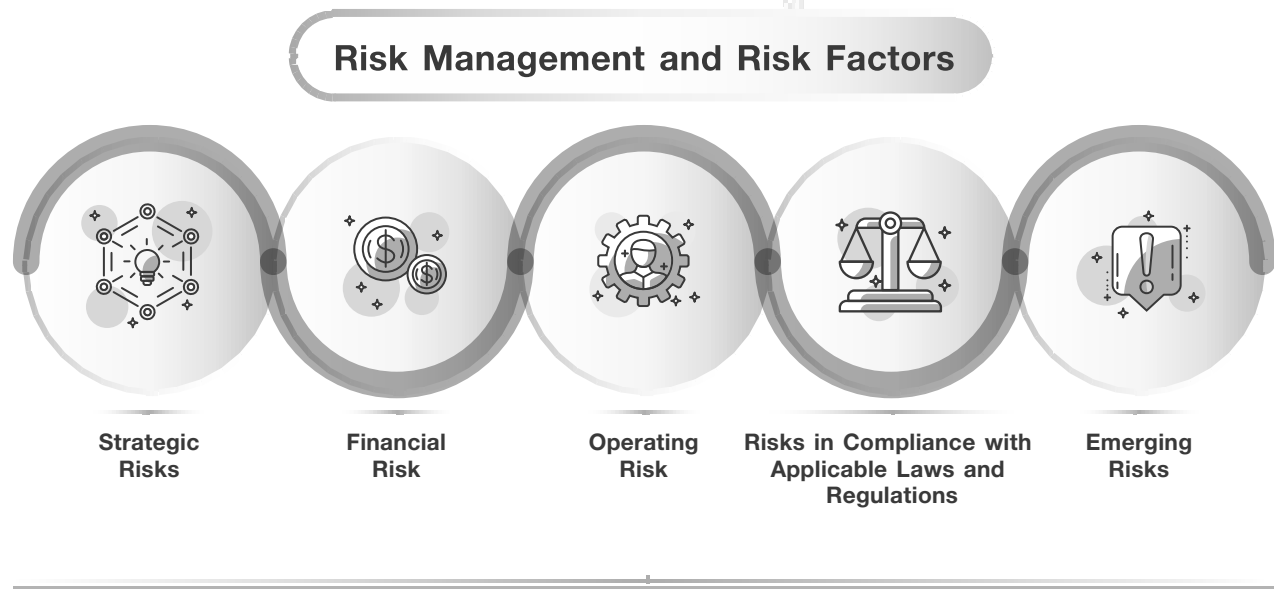 Risk Management and Risk Factors
Strategic
Risks
Financial
Risk
Operating
Risk
Risks in Compliance with
Applicable Laws and
Regulations
Emerging
Risks